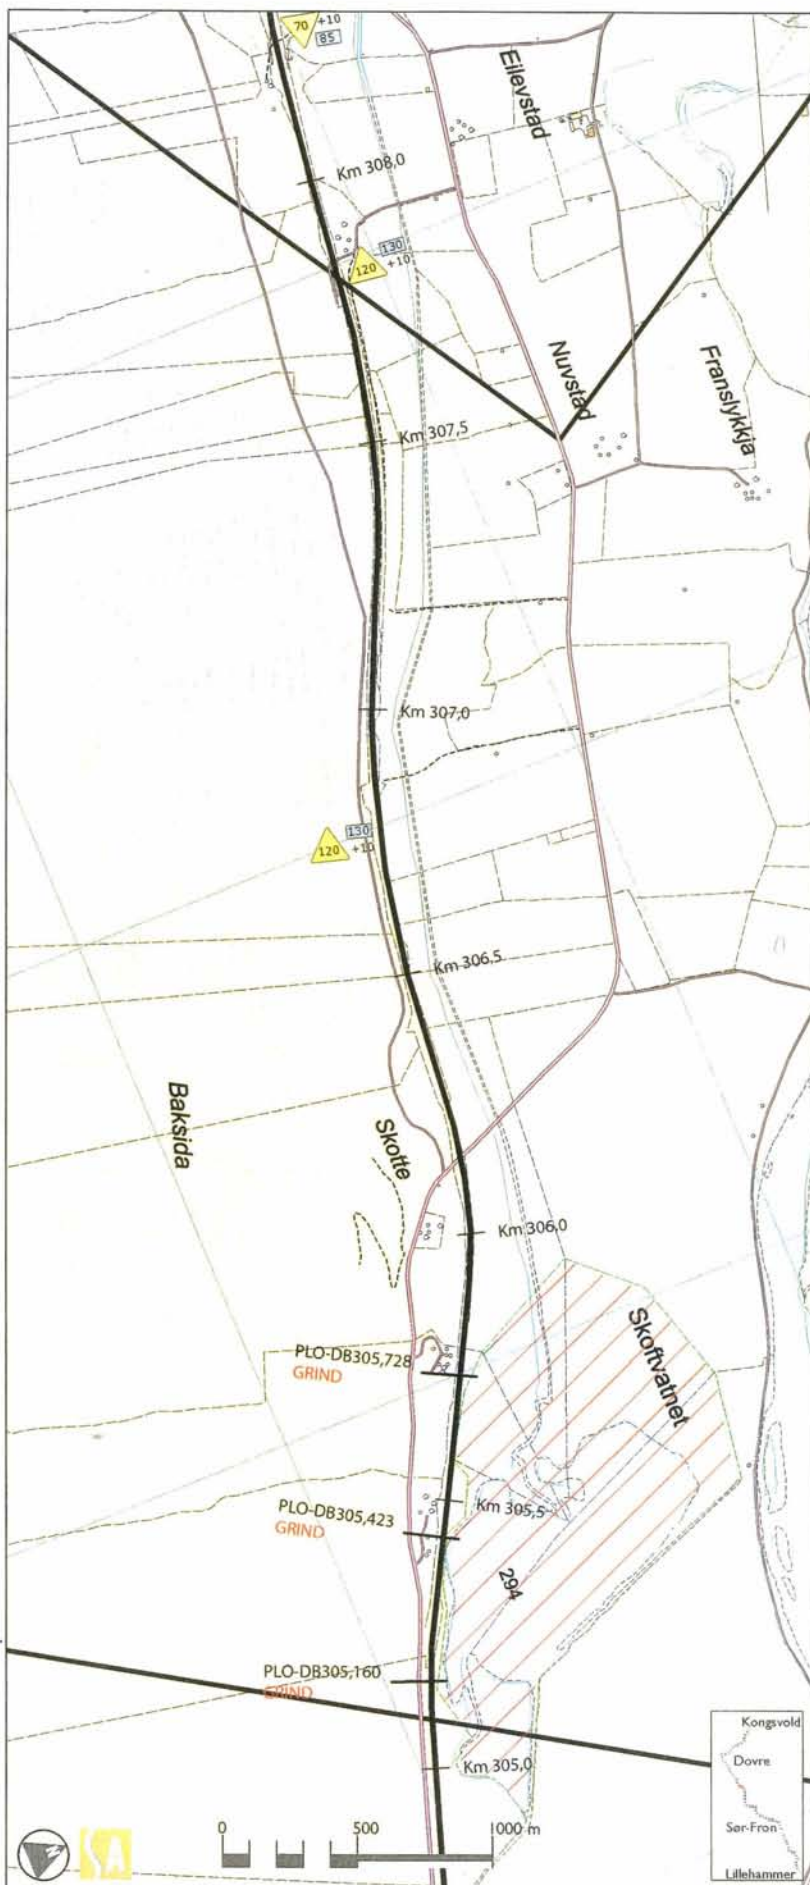 70 +10
85
Eilevstad
Km 308,0
130
120 +10
Nuvstad
Franslykkja
Km 307,5
Km 307,0
130
120 +10
Km 306,5
Baksida
Skotte
Km 306,0
Skoftvatnet
PLO-DB305,728
GRIND
Km 305,5
PLO-DB305,423
GRIND
294
PLO-DB305,160
GRIND
Km 305,0
Kongsvold
Dovre
Sør-Fron
Lillehammer
0 500 1000 m
N
SA